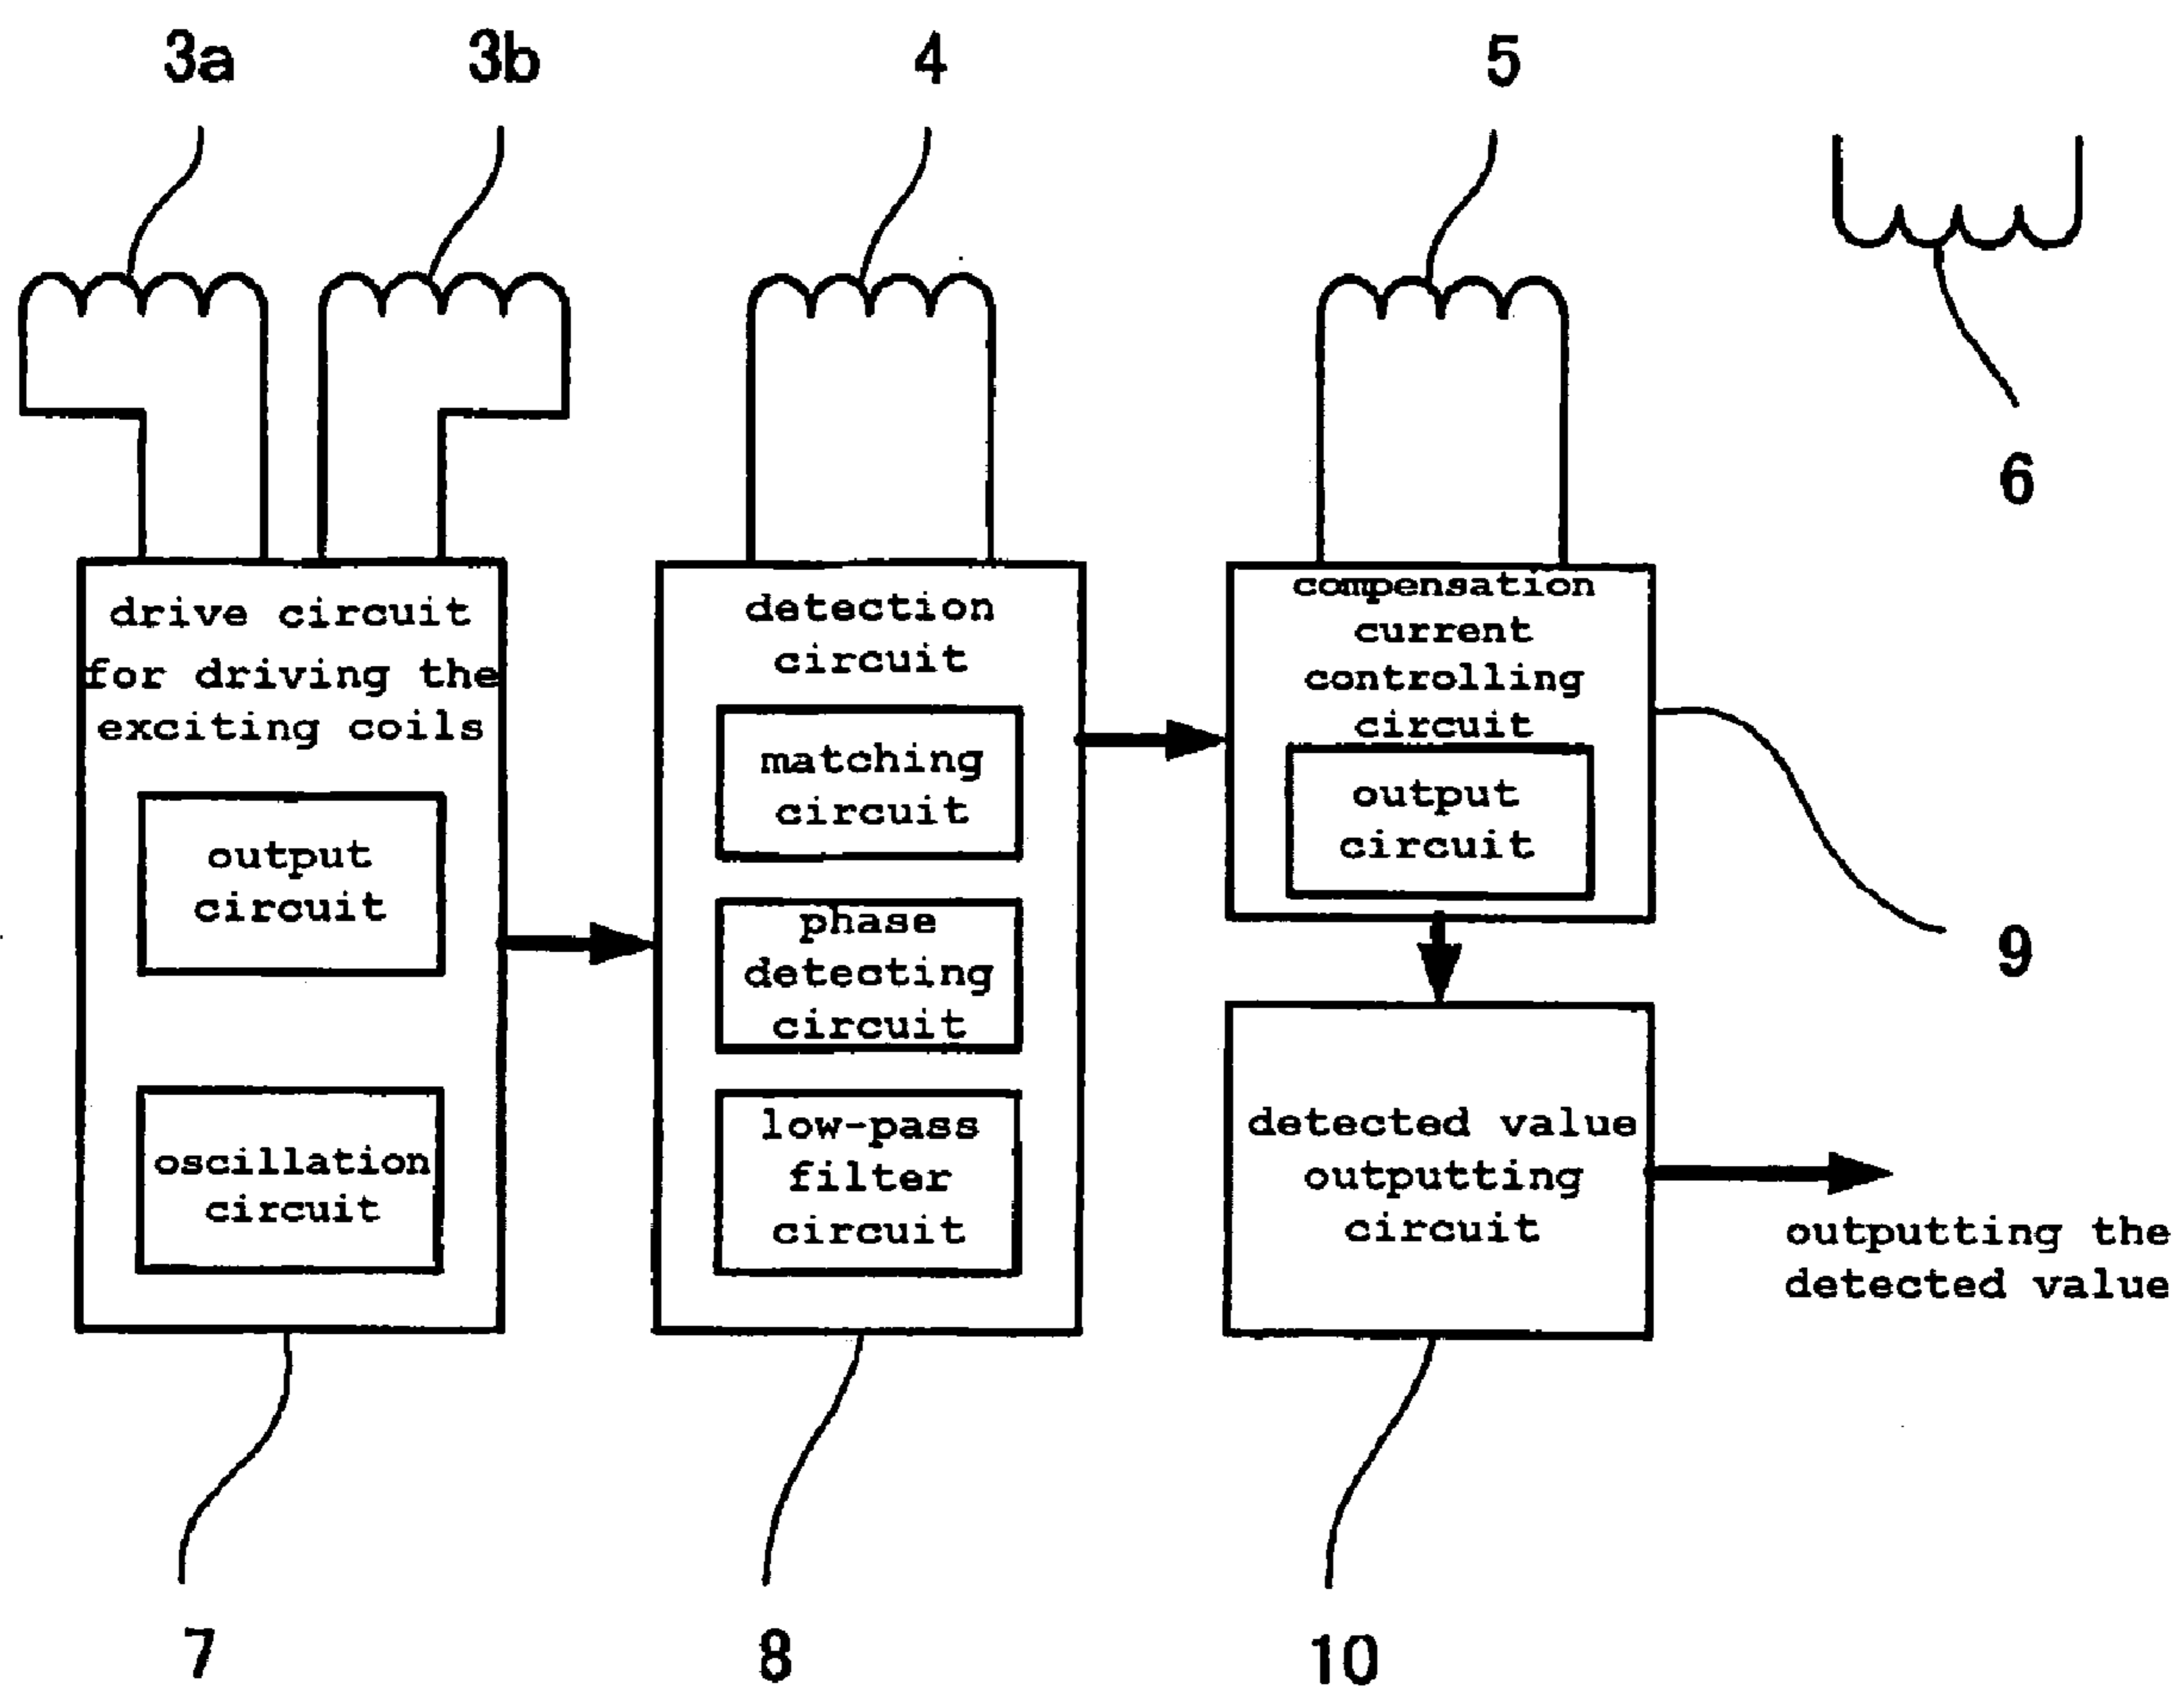 3a
3b
4
5
6
drive circuit
for driving the
exciting coils
output
circuit
oscillation
circuit
detection
circuit
matching
circuit
phase
detecting
circuit
low-pass
filter
circuit
compensation
current
controlling
circuit
output
circuit
9
detected value
outputting
circuit
outputting the
detected value
7
8
10